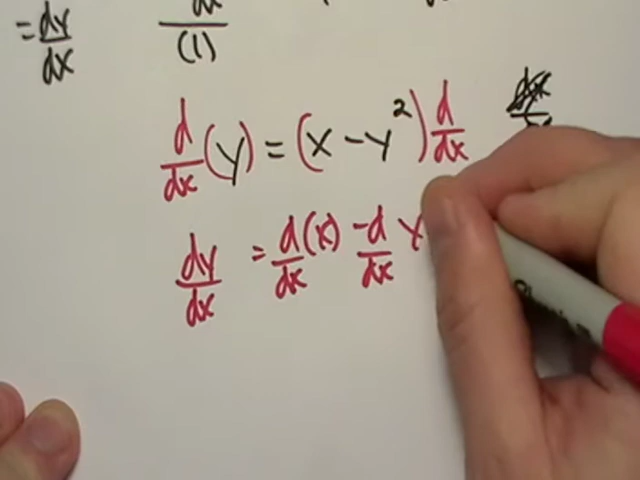 = dy/dx
(1)
d/dx (y) = (x - y²) d/dx
dy/dx = d/dx (x) - d/dx y